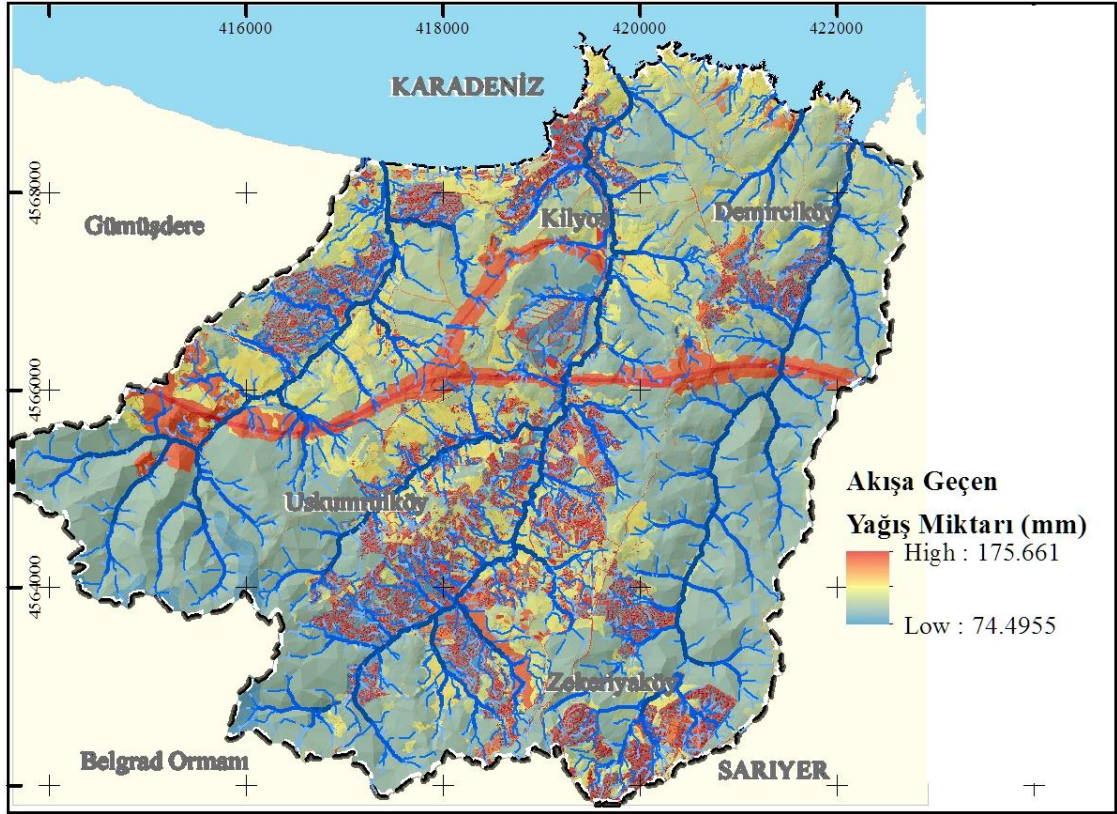 416000 418000 420000 422000
KARADENİZ
4568000
Gümüşdere
Kilyos
Demirciköy
4566000
Akışa Geçen
Yağış Miktarı (mm)
High : 175.661
Low : 74.4955
Uskumruköy
4564000
Zekeriyaköy
Belgrad Ormanı
SARIYER